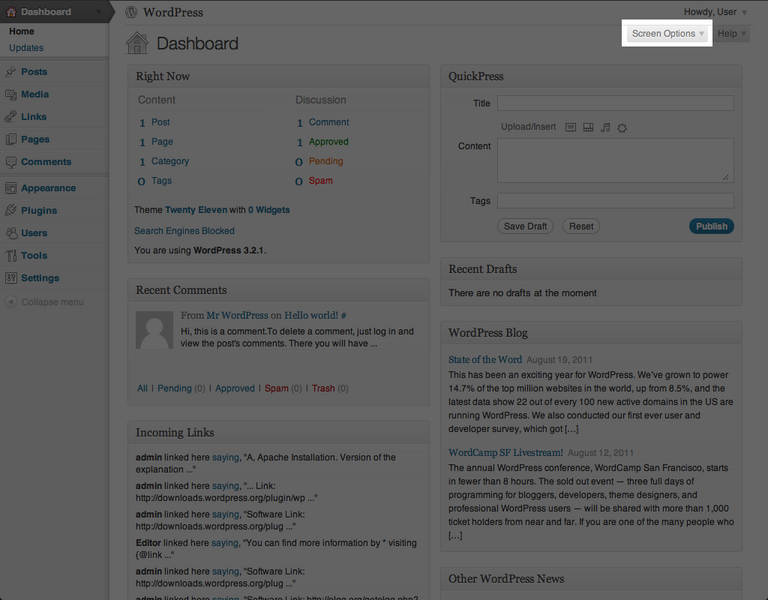 Dashboard
Home
Updates
Posts
Media
Links
Pages
Comments
Appearance
Plugins
Users
Tools
Settings
Collapse menu
WordPress
Howdy, User
Screen Options
Help
Dashboard
Right Now
Content
1 Post
1 Page
1 Category
0 Tags
Discussion
1 Comment
1 Approved
0 Pending
0 Spam
Theme Twenty Eleven with 0 Widgets
Search Engines Blocked
You are using WordPress 3.2.1.
Recent Comments
From Mr WordPress on Hello world! #
Hi, this is a comment.To delete a comment, just log in and
view the post's comments. There you will have ...
All | Pending (0) | Approved | Spam (0) | Trash (0)
Incoming Links
admin linked here saying, "A, Apache Installation. Version of the
explanation ..."
admin linked here saying, "... Link:
http://downloads.wordpress.org/plugin/wp ..."
admin linked here saying, "Software Link:
http://downloads.wordpress.org/plug ...
Editor linked here saying, "You can find more information by * visiting
{@link ..."
admin linked here saying, "Software Link:
http://downloads.wordpress.org/plug ...
admin linked here saying, "Software Link: http://blog.org/getplug.php?
QuickPress
Title
Upload/Insert
Content
Tags
Save Draft
Reset
Publish
Recent Drafts
There are no drafts at the moment
WordPress Blog
State of the Word August 19, 2011
This has been an exciting year for WordPress. We've grown to power
14.7% of the top million websites in the world, up from 8.5%, and the
latest data show 22 out of every 100 new active domains in the US are
running WordPress. We also conducted our first ever user and
developer survey, which got [...]
WordCamp SF Livestream! August 12, 2011
The annual WordPress conference, WordCamp San Francisco, starts
in fewer than 8 hours. The sold out event — three full days of
programming for bloggers, developers, theme designers, and
professional WordPress users — will be shared with more than 1,000
ticket holders from near and far. If you are one of the many people who
[...]
Other WordPress News